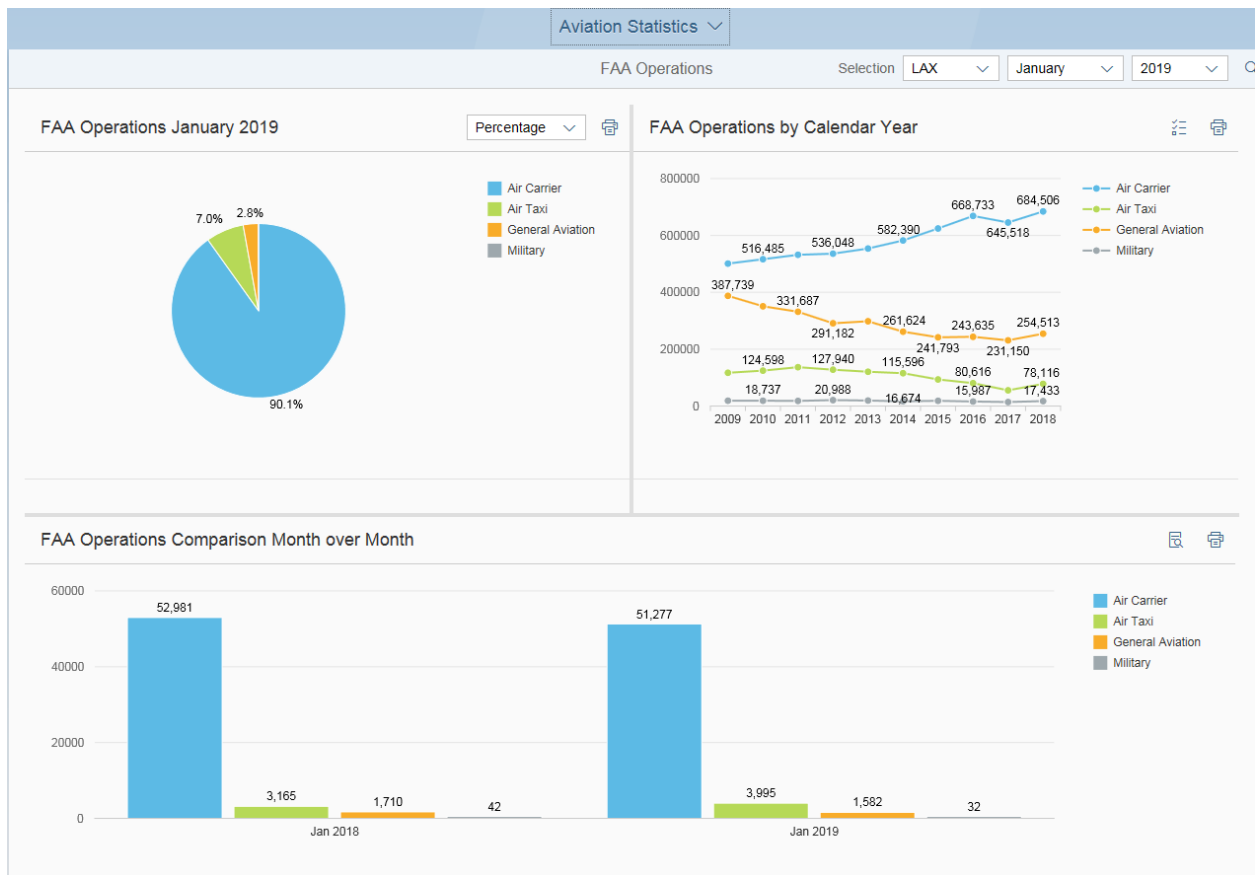 Aviation Statistics
FAA Operations
Selection LAX January 2019
FAA Operations January 2019
Percentage
Air Carrier
Air Taxi
General Aviation
Military
7.0% 2.8%
90.1%
FAA Operations by Calendar Year
800000
600000
400000
200000
0
516,485 536,048 582,390 668,733 645,518 684,506
387,739 331,687 291,182 261,624 241,793 243,635 231,150 254,513
124,598 127,940 115,596 80,616 78,116
18,737 20,988 16,674 15,987 17,433
2009 2010 2011 2012 2013 2014 2015 2016 2017 2018
Air Carrier
Air Taxi
General Aviation
Military
FAA Operations Comparison Month over Month
60000
40000
20000
0
52,981 3,165 1,710 42
51,277 3,995 1,582 32
Jan 2018 Jan 2019
Air Carrier
Air Taxi
General Aviation
Military